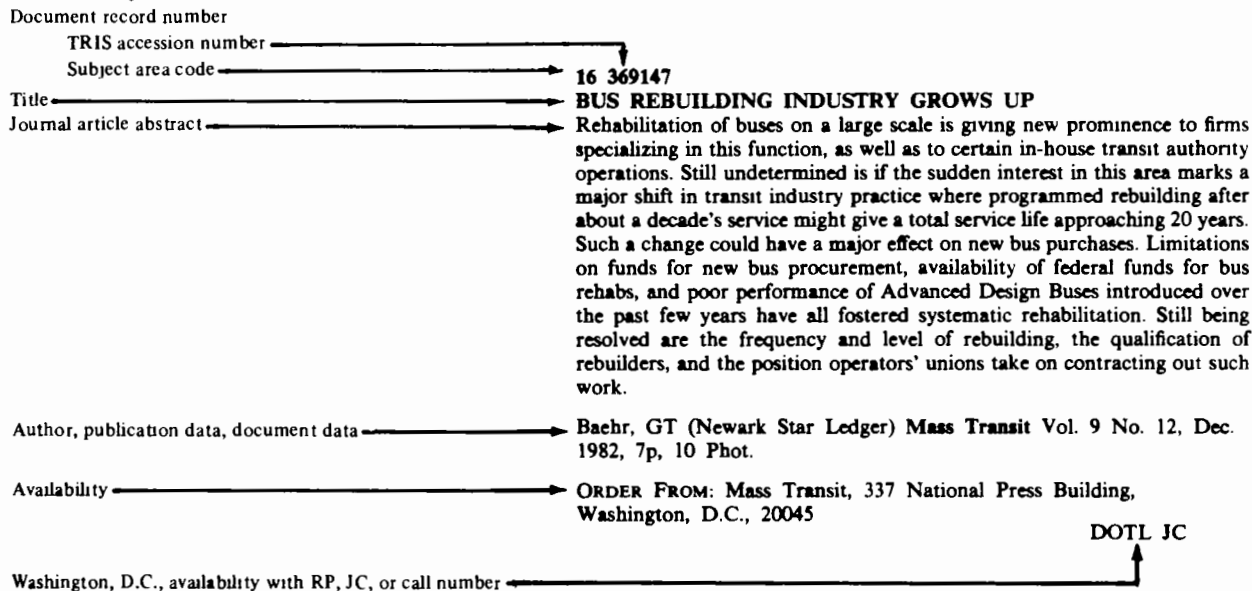 Document record number
TRIS accession number
Subject area code
16 369147
Title
BUS REBUILDING INDUSTRY GROWS UP
Journal article abstract
Rehabilitation of buses on a large scale is giving new prominence to firms
specializing in this function, as well as to certain in-house transit authority
operations. Still undetermined is if the sudden interest in this area marks a
major shift in transit industry practice where programmed rebuilding after
about a decade's service might give a total service life approaching 20 years.
Such a change could have a major effect on new bus purchases. Limitations
on funds for new bus procurement, availability of federal funds for bus
rehabs, and poor performance of Advanced Design Buses introduced over
the past few years have all fostered systematic rehabilitation. Still being
resolved are the frequency and level of rebuilding, the qualification of
rebuilders, and the position operators' unions take on contracting out such
work.
Author, publication data, document data
Baehr, GT (Newark Star Ledger) Mass Transit Vol. 9 No. 12, Dec.
1982, 7p, 10 Phot.
Availability
ORDER FROM: Mass Transit, 337 National Press Building,
Washington, D.C., 20045
DOTL JC
Washington, D.C., availability with RP, JC, or call number